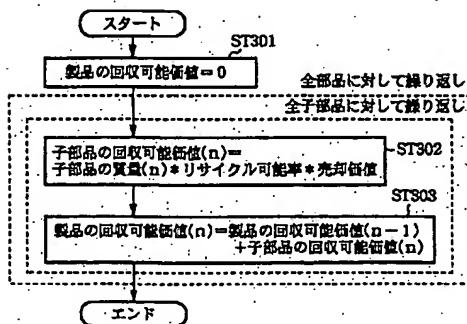 スタート
ST301
製品の回収可能価値=0
全部品に対して繰り返し
全子部品に対して繰り返し
子部品の回収可能価値(n)=
子部品の質量(n)*リサイクル可能率*売却価値
ST302
ST303
製品の回収可能価値(n)=製品の回収可能価値(n-1)
+子部品の回収可能価値(n)
エンド